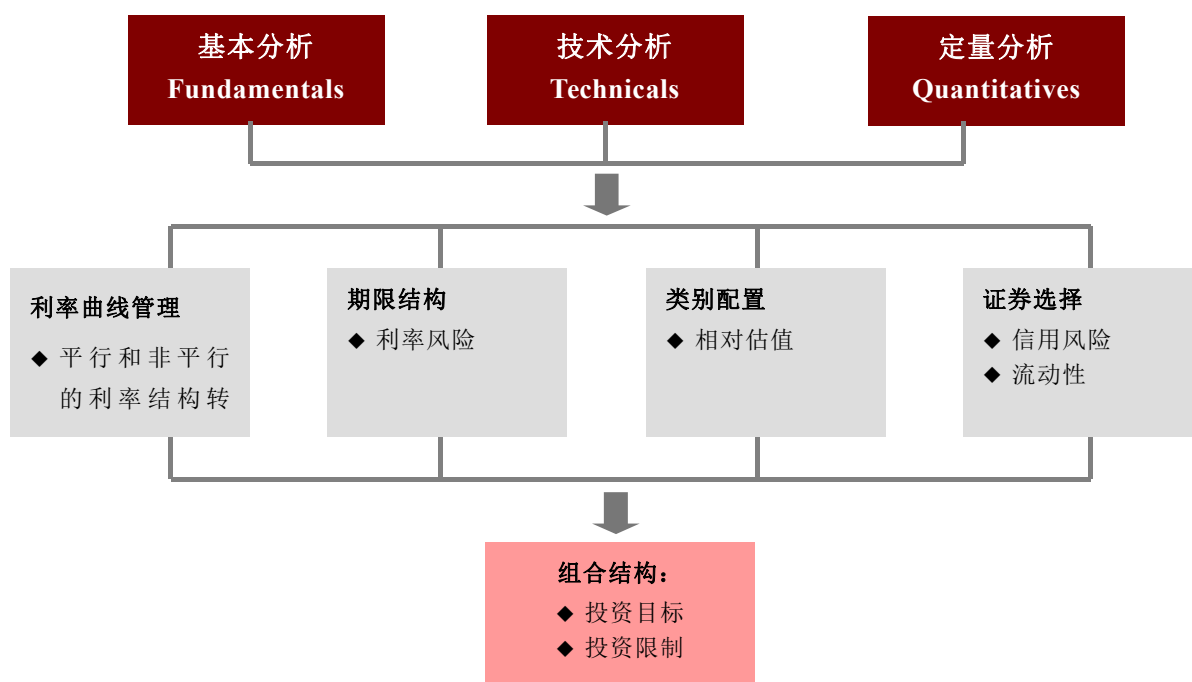 基本分析
Fundamentals
技术分析
Technicals
定量分析
Quantitatives
利率曲线管理
◆ 平行和非平行
的利率结构转
期限结构
◆ 利率风险
类别配置
◆ 相对估值
证券选择
◆ 信用风险
◆ 流动性
组合结构：
◆ 投资目标
◆ 投资限制